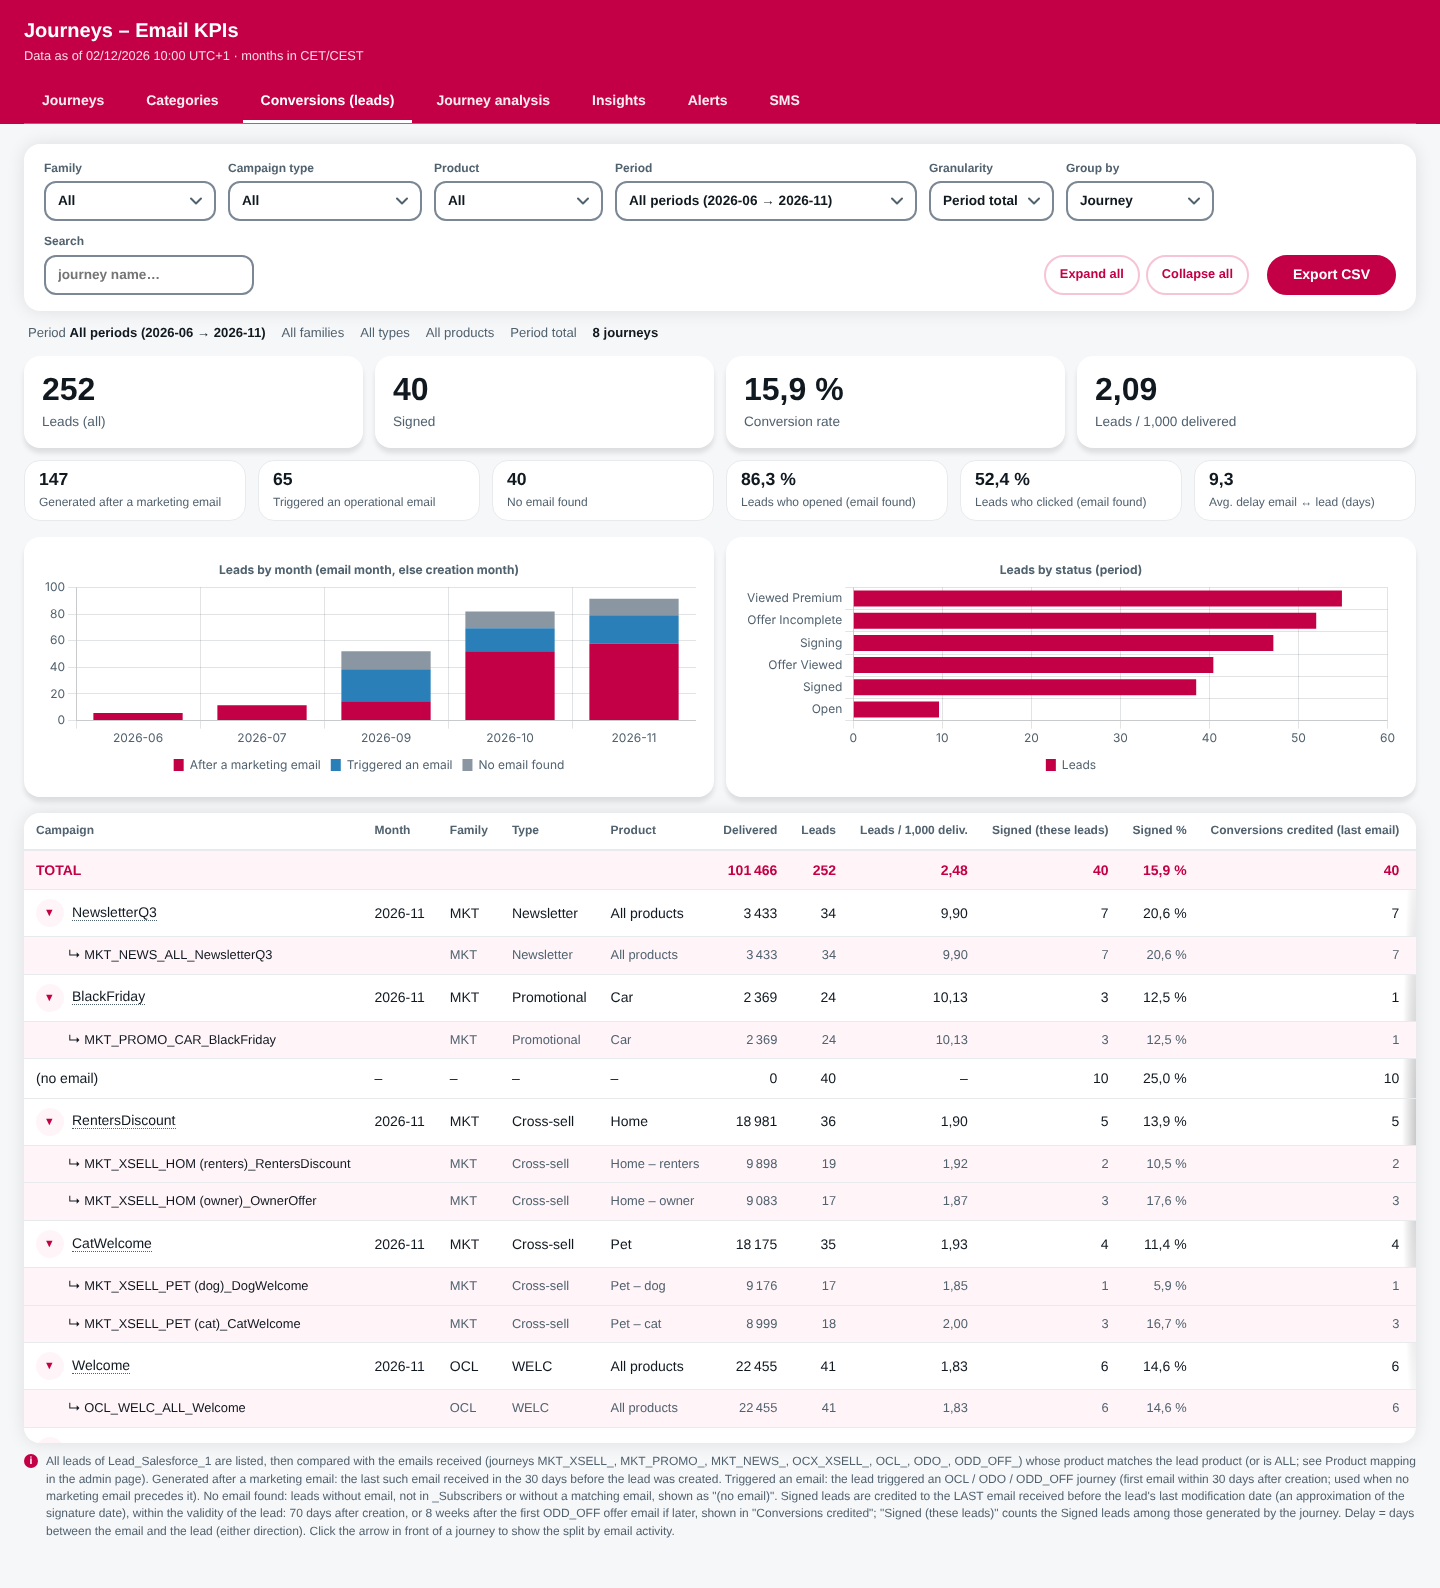 Journeys – Email KPIs
Data as of 02/12/2026 10:00 UTC+1 · months in CET/CEST
Journeys Categories Conversions (leads) Journey analysis Insights Alerts SMS
Family Campaign type Product Period Granularity Group by
All All All All periods (2026-06 → 2026-11) Period total Journey
Search
journey name… Expand all Collapse all Export CSV
Period All periods (2026-06 → 2026-11) All families All types All products Period total 8 journeys
252 40 15,9 % 2,09
Leads (all) Signed Conversion rate Leads / 1,000 delivered
147 65 40 86,3 % 52,4 % 9,3
Generated after a marketing email Triggered an operational email No email found Leads who opened (email found) Leads who clicked (email found) Avg. delay email ↔ lead (days)
Leads by month (email month, else creation month)
100
80
60
40
20
0
2026-06 2026-07 2026-09 2026-10 2026-11
After a marketing email Triggered an email No email found
Leads by status (period)
Viewed Premium
Offer Incomplete
Signing
Offer Viewed
Signed
Open
0 10 20 30 40 50 60
Leads
Campaign Month Family Type Product Delivered Leads Leads / 1,000 deliv. Signed (these leads) Signed % Conversions credited (last email)
TOTAL 101 466 252 2,48 40 15,9 % 40
▼ NewsletterQ3 2026-11 MKT Newsletter All products 3 433 34 9,90 7 20,6 % 7
↳ MKT_NEWS_ALL_NewsletterQ3 MKT Newsletter All products 3 433 34 9,90 7 20,6 % 7
▼ BlackFriday 2026-11 MKT Promotional Car 2 369 24 10,13 3 12,5 % 1
↳ MKT_PROMO_CAR_BlackFriday MKT Promotional Car 2 369 24 10,13 3 12,5 % 1
(no email) – – – – 0 40 – 10 25,0 % 10
▼ RentersDiscount 2026-11 MKT Cross-sell Home 18 981 36 1,90 5 13,9 % 5
↳ MKT_XSELL_HOM (renters)_RentersDiscount MKT Cross-sell Home – renters 9 898 19 1,92 2 10,5 % 2
↳ MKT_XSELL_HOM (owner)_OwnerOffer MKT Cross-sell Home – owner 9 083 17 1,87 3 17,6 % 3
▼ CatWelcome 2026-11 MKT Cross-sell Pet 18 175 35 1,93 4 11,4 % 4
↳ MKT_XSELL_PET (dog)_DogWelcome MKT Cross-sell Pet – dog 9 176 17 1,85 1 5,9 % 1
↳ MKT_XSELL_PET (cat)_CatWelcome MKT Cross-sell Pet – cat 8 999 18 2,00 3 16,7 % 3
▼ Welcome 2026-11 OCL WELC All products 22 455 41 1,83 6 14,6 % 6
↳ OCL_WELC_ALL_Welcome OCL WELC All products 22 455 41 1,83 6 14,6 % 6
i All leads of Lead_Salesforce_1 are listed, then compared with the emails received (journeys MKT_XSELL_, MKT_PROMO_, MKT_NEWS_, OCX_XSELL_, OCL_, ODO_, ODD_OFF_) whose product matches the lead product (or is ALL; see Product mapping
in the admin page). Generated after a marketing email: the last such email received in the 30 days before the lead was created. Triggered an email: the lead triggered an OCL / ODO / ODD_OFF journey (first email within 30 days after creation; used when no
marketing email precedes it). No email found: leads without email, not in _Subscribers or without a matching email, shown as "(no email)". Signed leads are credited to the LAST email received before the lead's last modification date (an approximation of the
signature date), within the validity of the lead: 70 days after creation, or 8 weeks after the first ODD_OFF offer email if later, shown in "Conversions credited"; "Signed (these leads)" counts the Signed leads among those generated by the journey. Delay = days
between the email and the lead (either direction). Click the arrow in front of a journey to show the split by email activity.